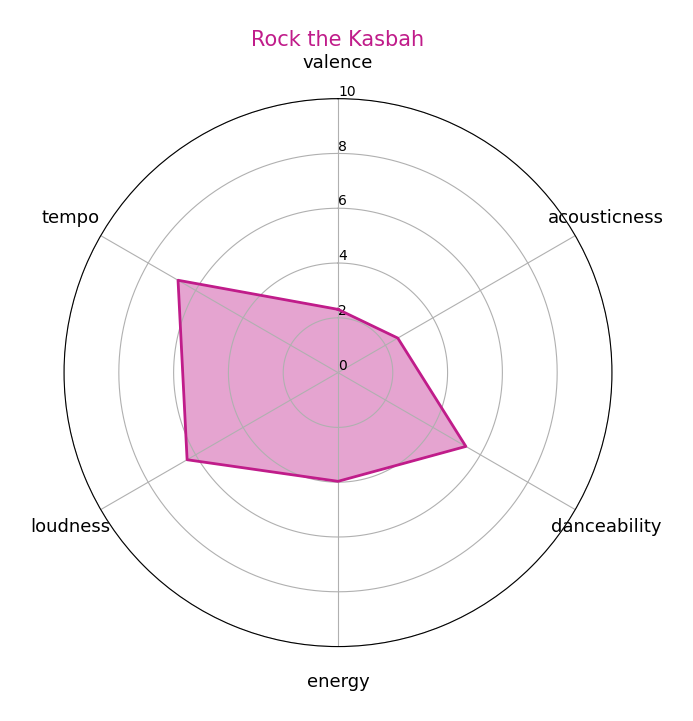 Rock the Kasbah
valence
10
8
tempo
6
acousticness
4
2
0
loudness
danceability
energy